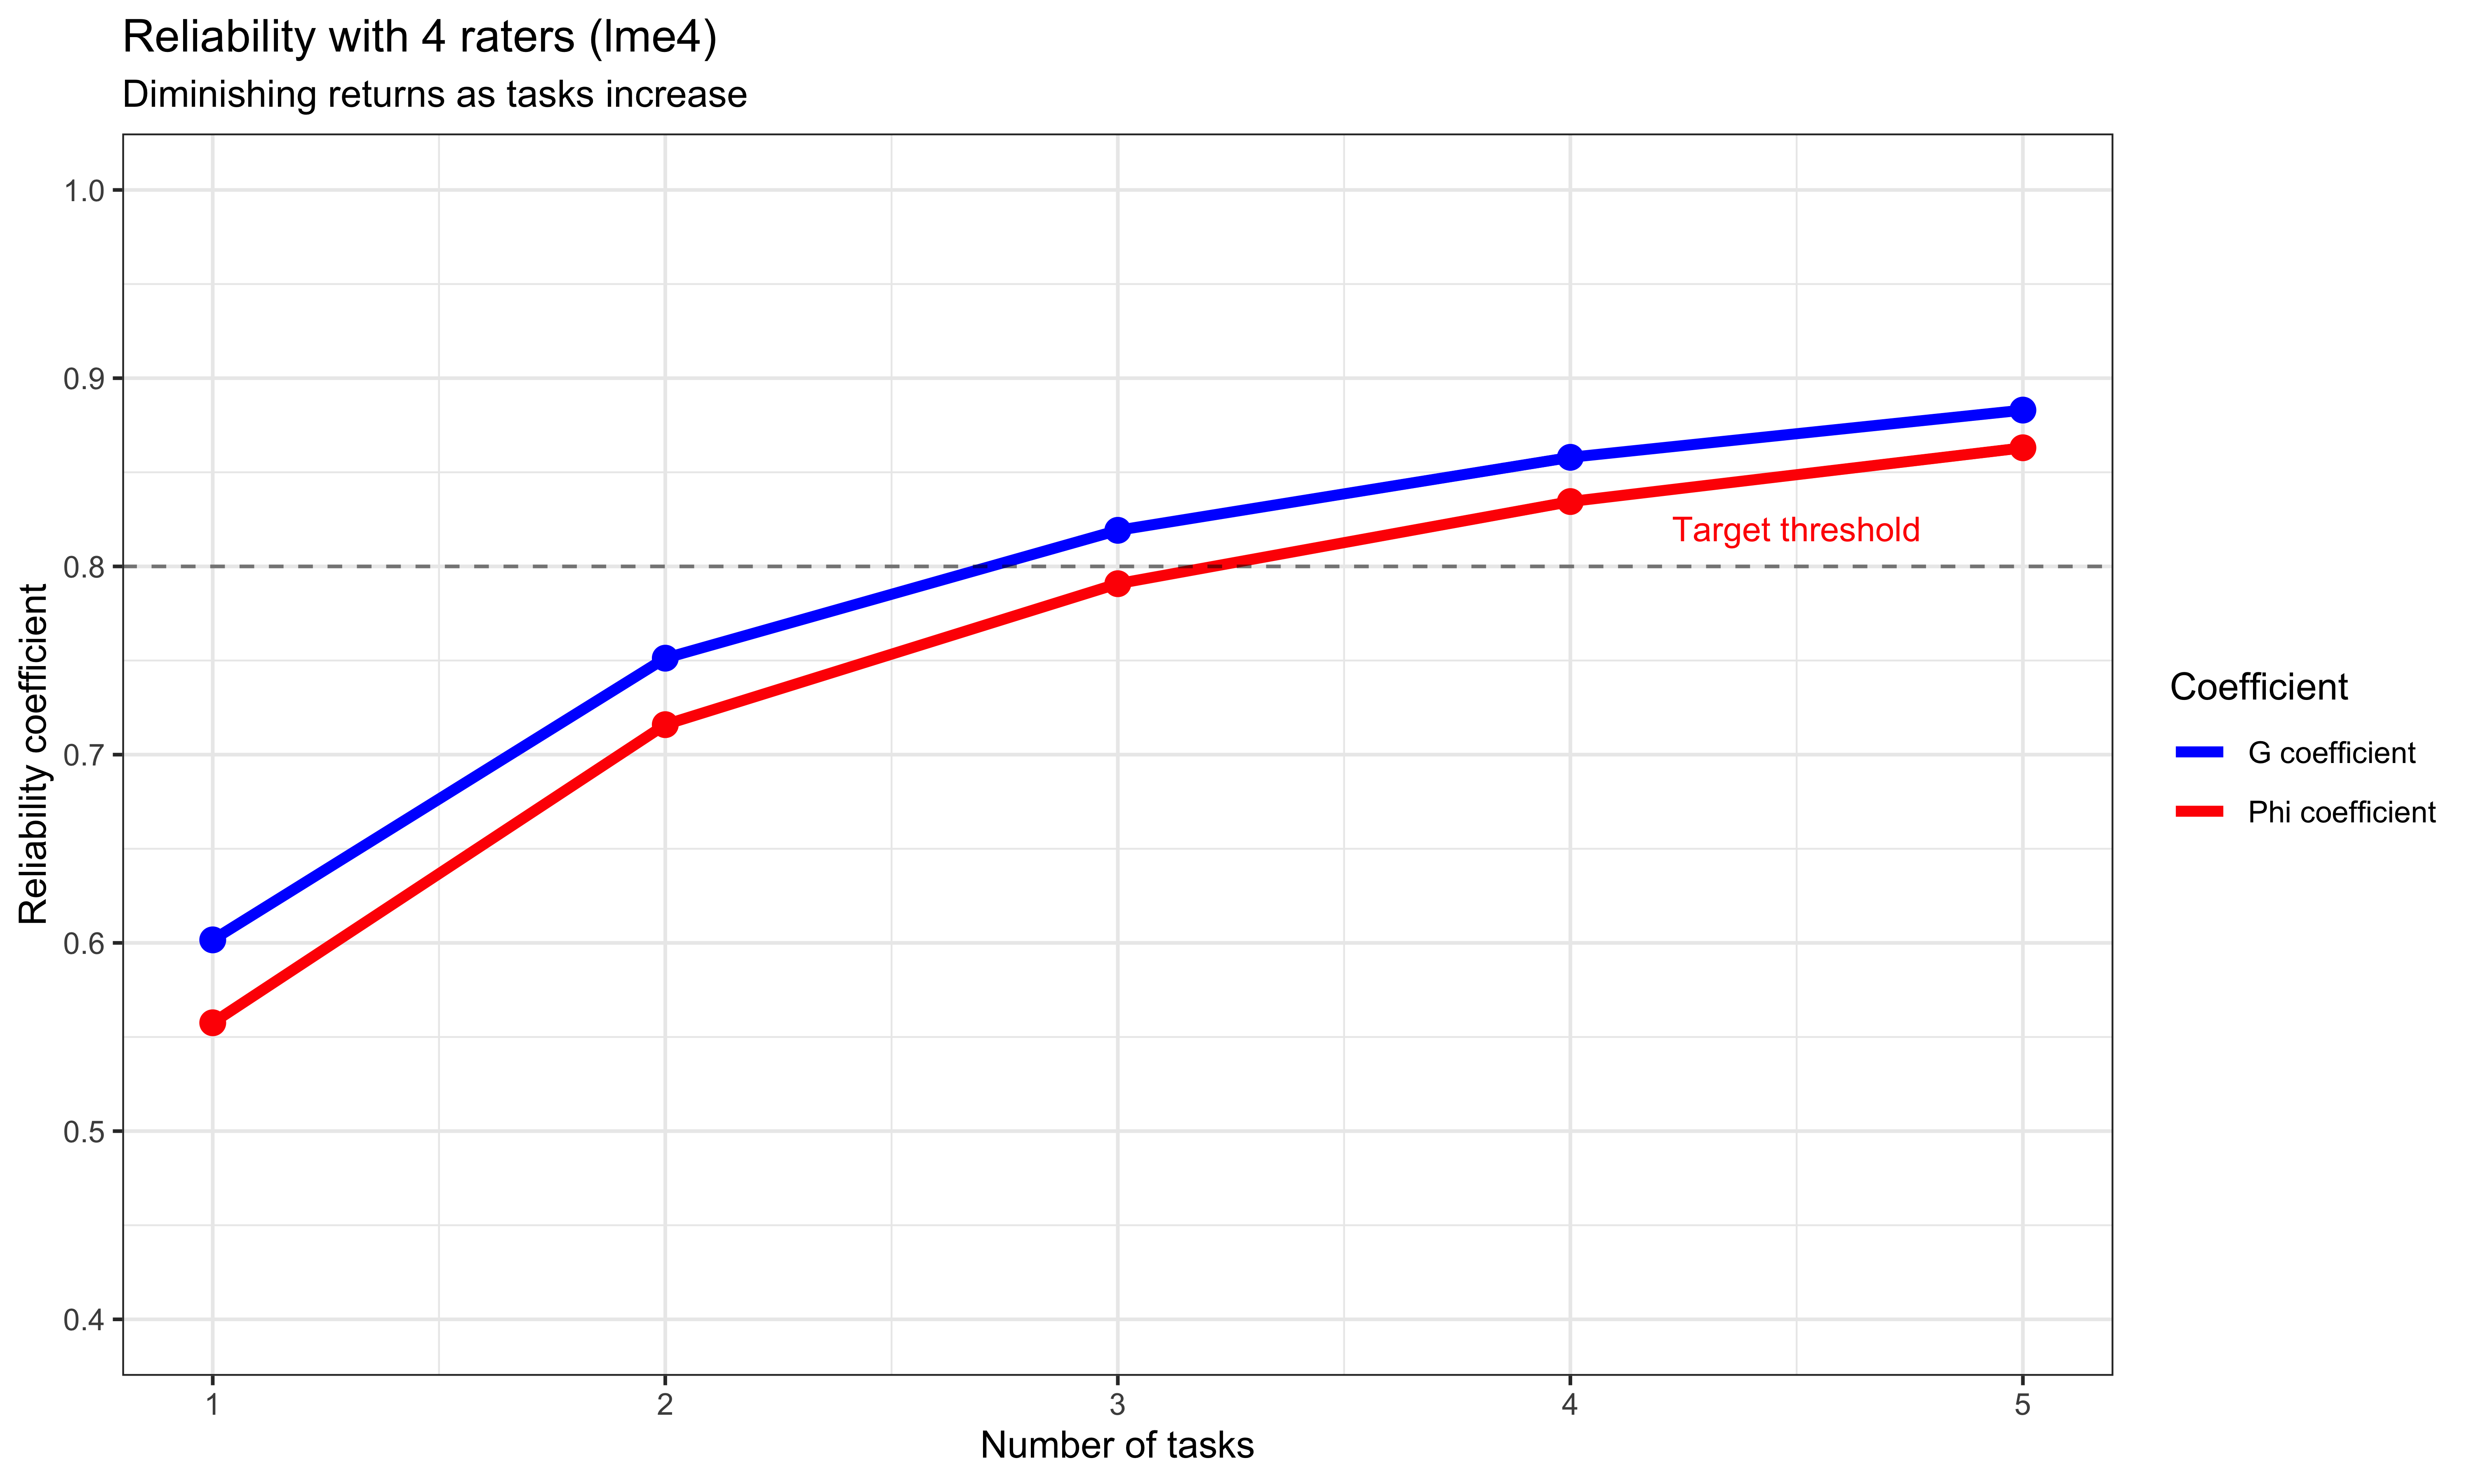 Reliability with 4 raters (lme4)
Diminishing returns as tasks increase
Reliability coefficient
1.0
0.9
0.8
0.7
0.6
0.5
0.4
Target threshold
1
2
3
4
5
Number of tasks
Coefficient
G coefficient
Phi coefficient